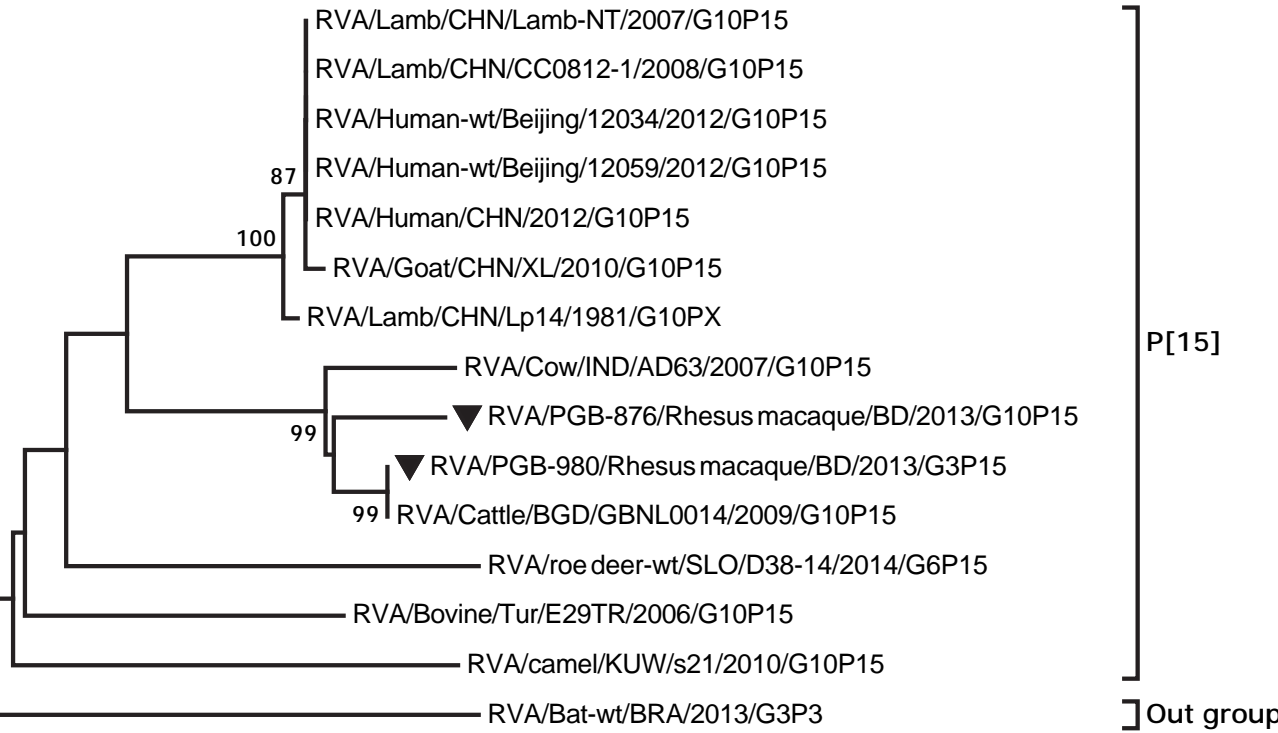 RVA/Lamb/CHN/Lamb-NT/2007/G10P15
RVA/Lamb/CHN/CC0812-1/2008/G10P15
RVA/Human-wt/Beijing/12034/2012/G10P15
RVA/Human-wt/Beijing/12059/2012/G10P15
87
RVA/Human/CHN/2012/G10P15
100
RVA/Goat/CHN/XL/2010/G10P15
RVA/Lamb/CHN/Lp14/1981/G10PX
P[15]
RVA/Cow/IND/AD63/2007/G10P15
RVA/PGB-876/Rhesus macaque/BD/2013/G10P15
99
RVA/PGB-980/Rhesus macaque/BD/2013/G3P15
99
RVA/Cattle/BGD/GBNL0014/2009/G10P15
RVA/roe deer-wt/SLO/D38-14/2014/G6P15
RVA/Bovine/Tur/E29TR/2006/G10P15
RVA/camel/KUW/s21/2010/G10P15
RVA/Bat-wt/BRA/2013/G3P3
Out group